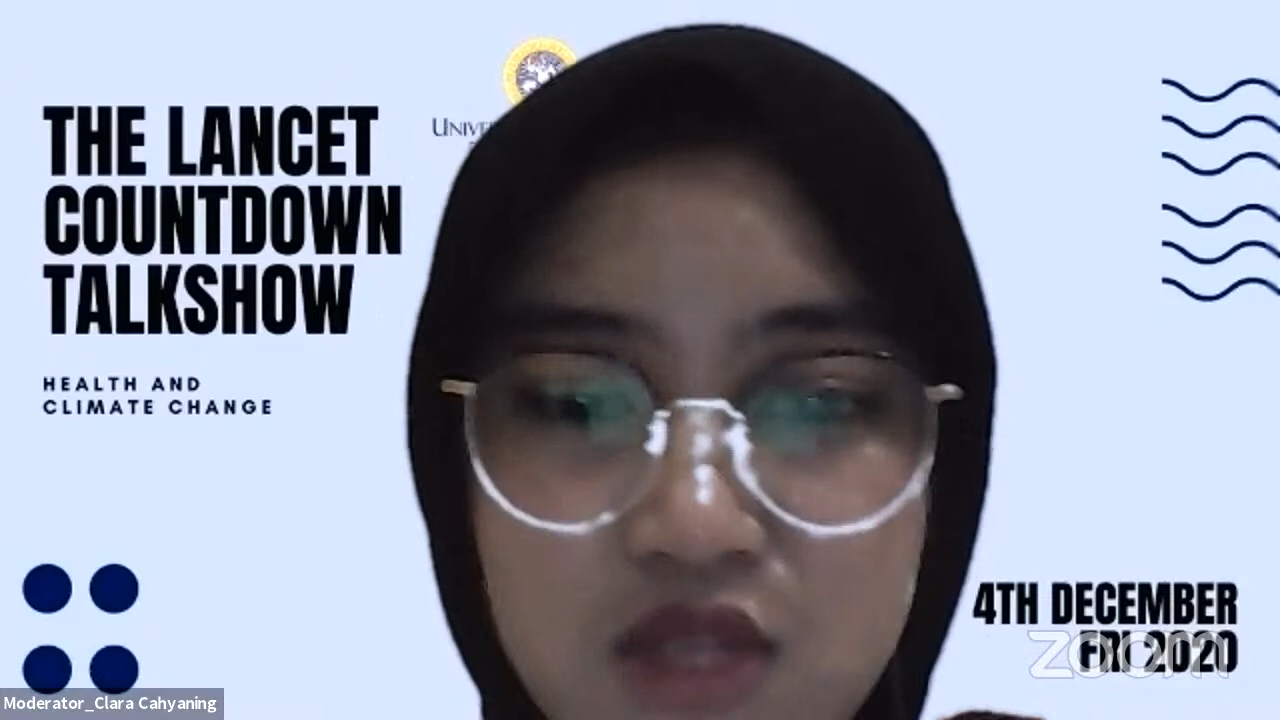 THE LANCET
COUNTDOWN
TALKSHOW
HEALTH AND
CLIMATE CHANGE
4TH DECEMBER
FRI 2020
zoom
Moderator_Clara Cahyaning